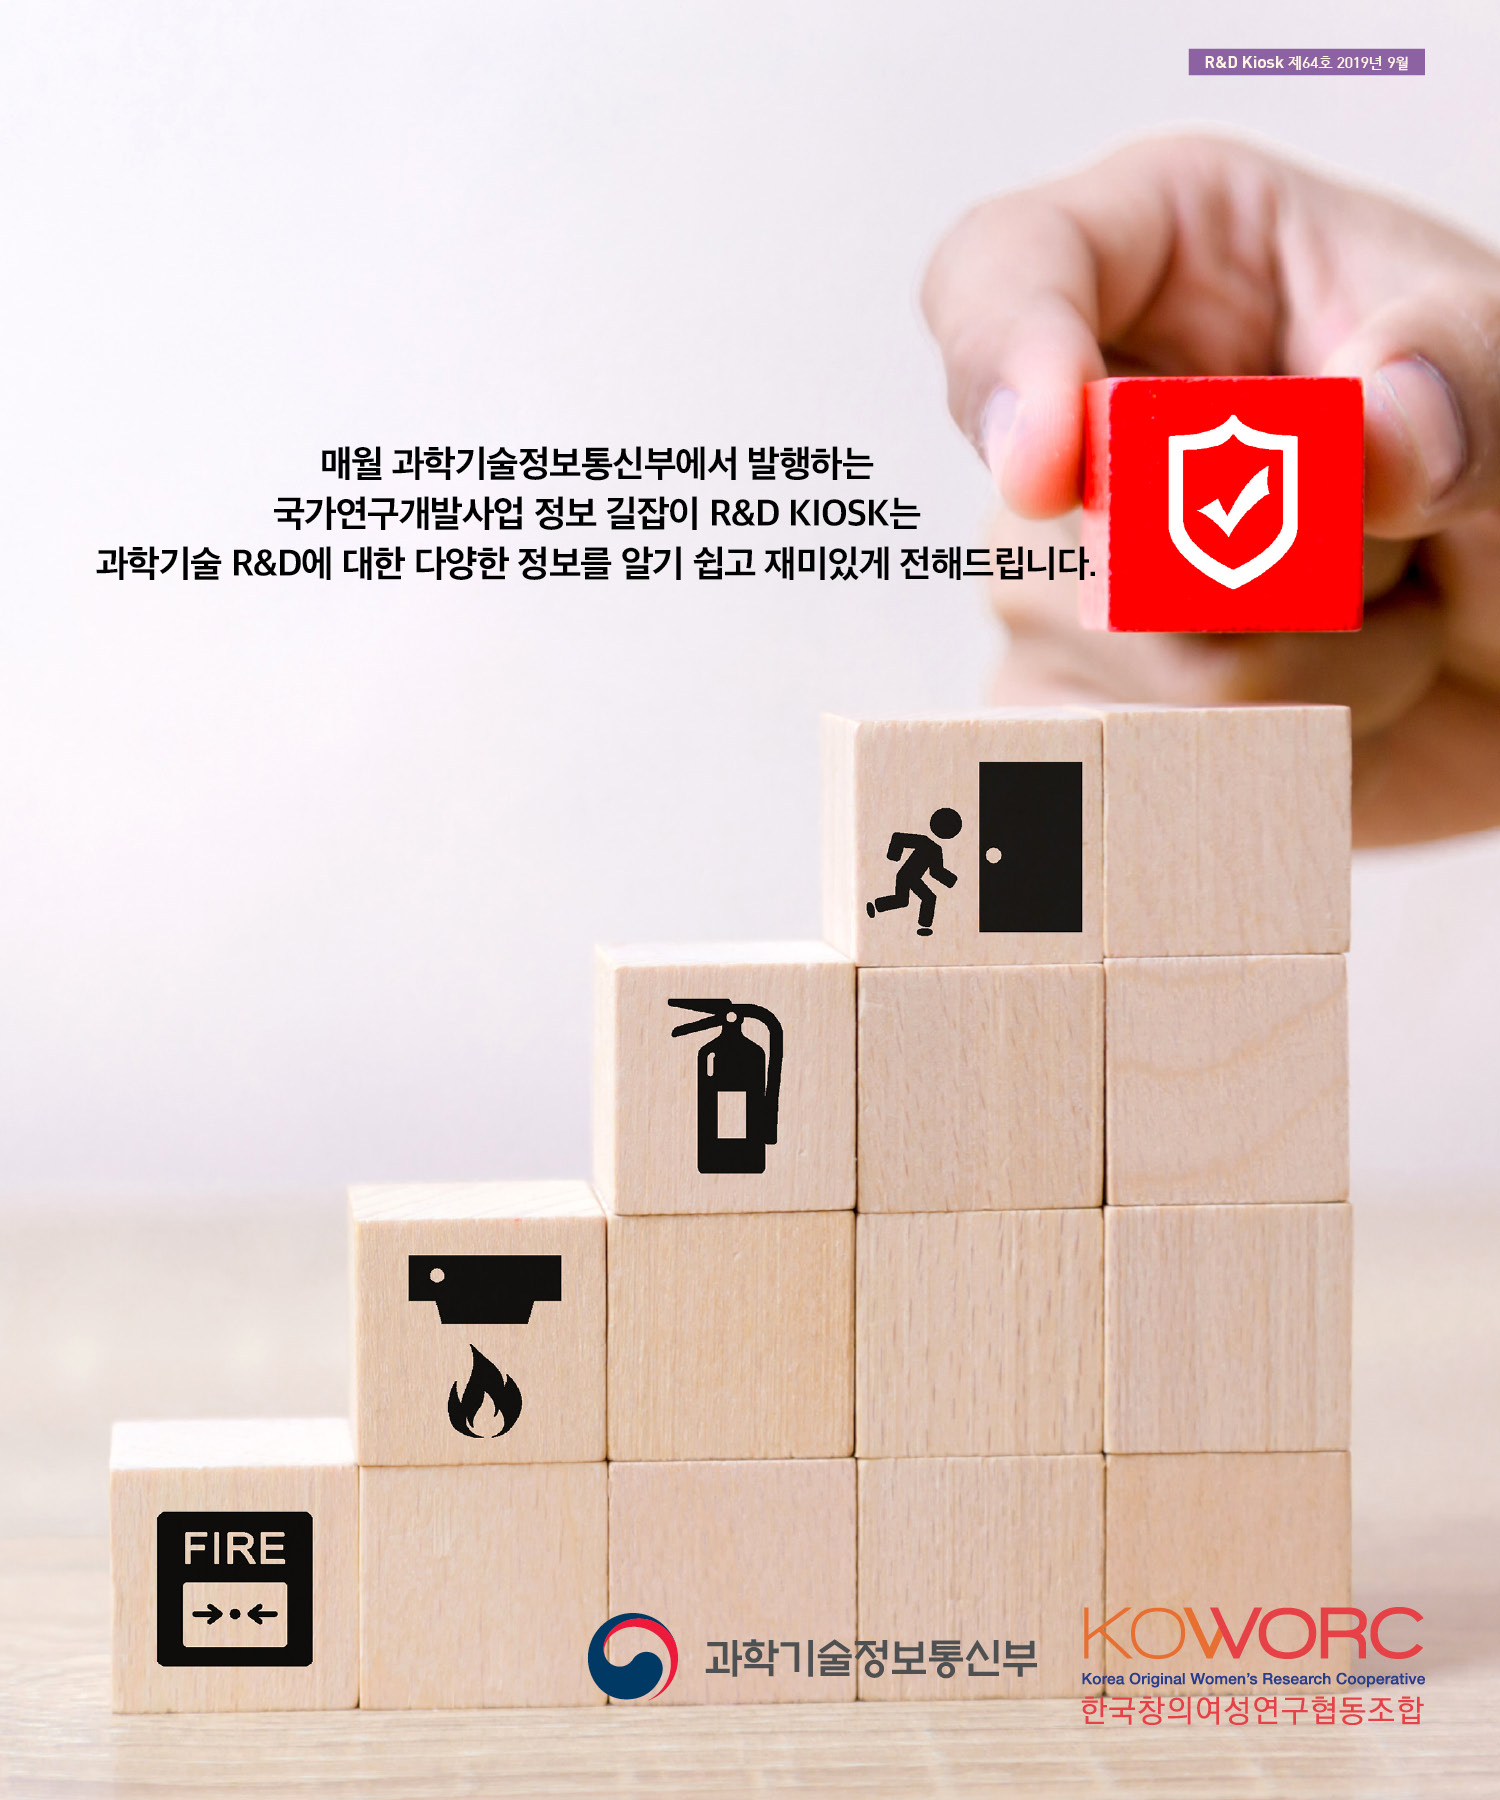 R&D Kiosk 제64호 2019년 9월
매월 과학기술정보통신부에서 발행하는
국가연구개발사업 정보 길잡이 R&D KIOSK는
과학기술 R&D에 대한 다양한 정보를 알기 쉽고 재미있게 전해드립니다.
FIRE
과학기술정보통신부
KOWORC
Korea Original Women's Research Cooperative
한국창의여성연구협동조합